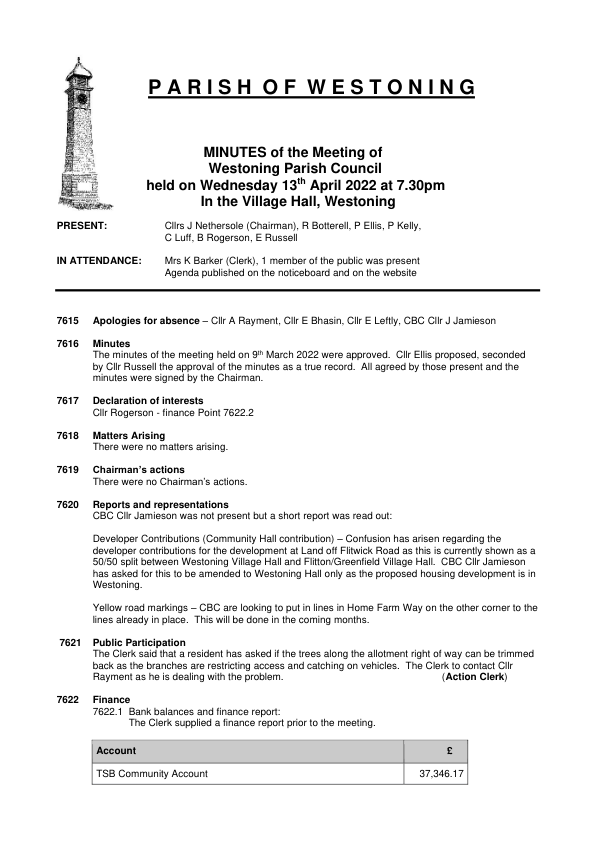 PARISH OF WESTONING
MINUTES of the Meeting of
Westoning Parish Council
held on Wednesday 13th April 2022 at 7.30pm
In the Village Hall, Westoning
PRESENT: Cllrs J Nethersole (Chairman), R Botterell, P Ellis, P Kelly,
C Luff, B Rogerson, E Russell
IN ATTENDANCE: Mrs K Barker (Clerk), 1 member of the public was present
Agenda published on the noticeboard and on the website
7615 Apologies for absence – Cllr A Rayment, Cllr E Bhasin, Cllr E Leftly, CBC Cllr J Jamieson
7616 Minutes
The minutes of the meeting held on 9th March 2022 were approved. Cllr Ellis proposed, seconded
by Cllr Russell the approval of the minutes as a true record. All agreed by those present and the
minutes were signed by the Chairman.
7617 Declaration of interests
Cllr Rogerson - finance Point 7622.2
7618 Matters Arising
There were no matters arising.
7619 Chairman's actions
There were no Chairman's actions.
7620 Reports and representations
CBC Cllr Jamieson was not present but a short report was read out:
Developer Contributions (Community Hall contribution) – Confusion has arisen regarding the
developer contributions for the development at Land off Flitwick Road as this is currently shown as a
50/50 split between Westoning Village Hall and Flitton/Greenfield Village Hall. CBC Cllr Jamieson
has asked for this to be amended to Westoning Hall only as the proposed housing development is in
Westoning.
Yellow road markings – CBC are looking to put in lines in Home Farm Way on the other corner to the
lines already in place. This will be done in the coming months.
7621 Public Participation
The Clerk said that a resident has asked if the trees along the allotment right of way can be trimmed
back as the branches are restricting access and catching on vehicles. The Clerk to contact Cllr
Rayment as he is dealing with the problem. (Action Clerk)
7622 Finance
7622.1 Bank balances and finance report:
The Clerk supplied a finance report prior to the meeting.
Account £
TSB Community Account 37,346.17